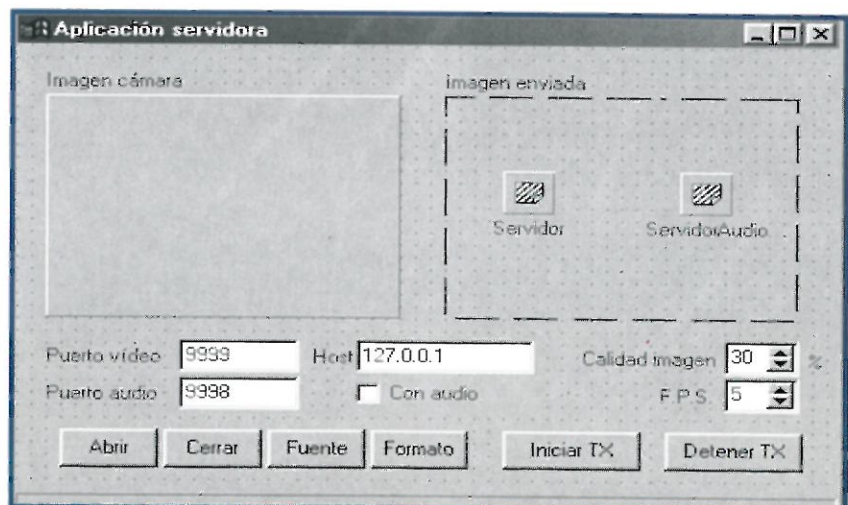 Aplicación servidora
Imagen cámara
imagen enviada
Servidor
ServidorAudio
Puerto vídeo 9999 Host 127.0.0.1 Calidad imagen 30 %
Puerto audio 9998 Con audio F.P.S. 5
Abrir Cerrar Fuente Formato Iniciar TX Detener TX